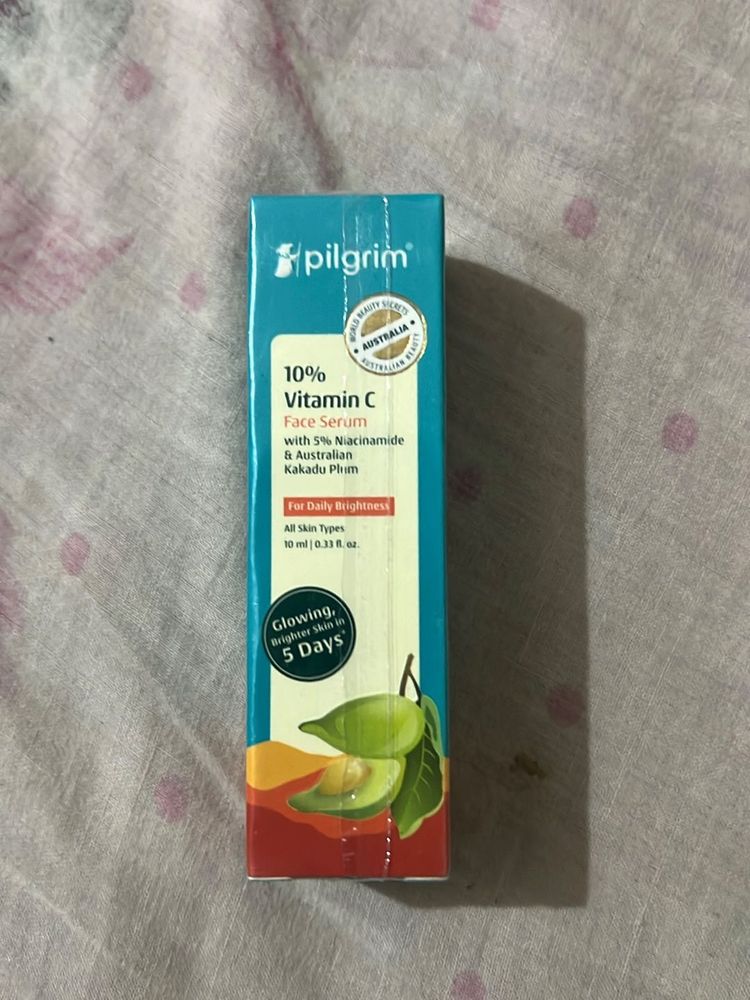 pilgrim®
WORLD BEAUTY SECRETS
AUSTRALIA
AUSTRALIAN BEAUTY
10%
Vitamin C
Face Serum
with 5% Niacinamide
& Australian
Kakadu Plum
For Daily Brightness
All Skin Types
10 ml | 0.33 fl. oz.
Glowing,
Brighter Skin in
5 Days*